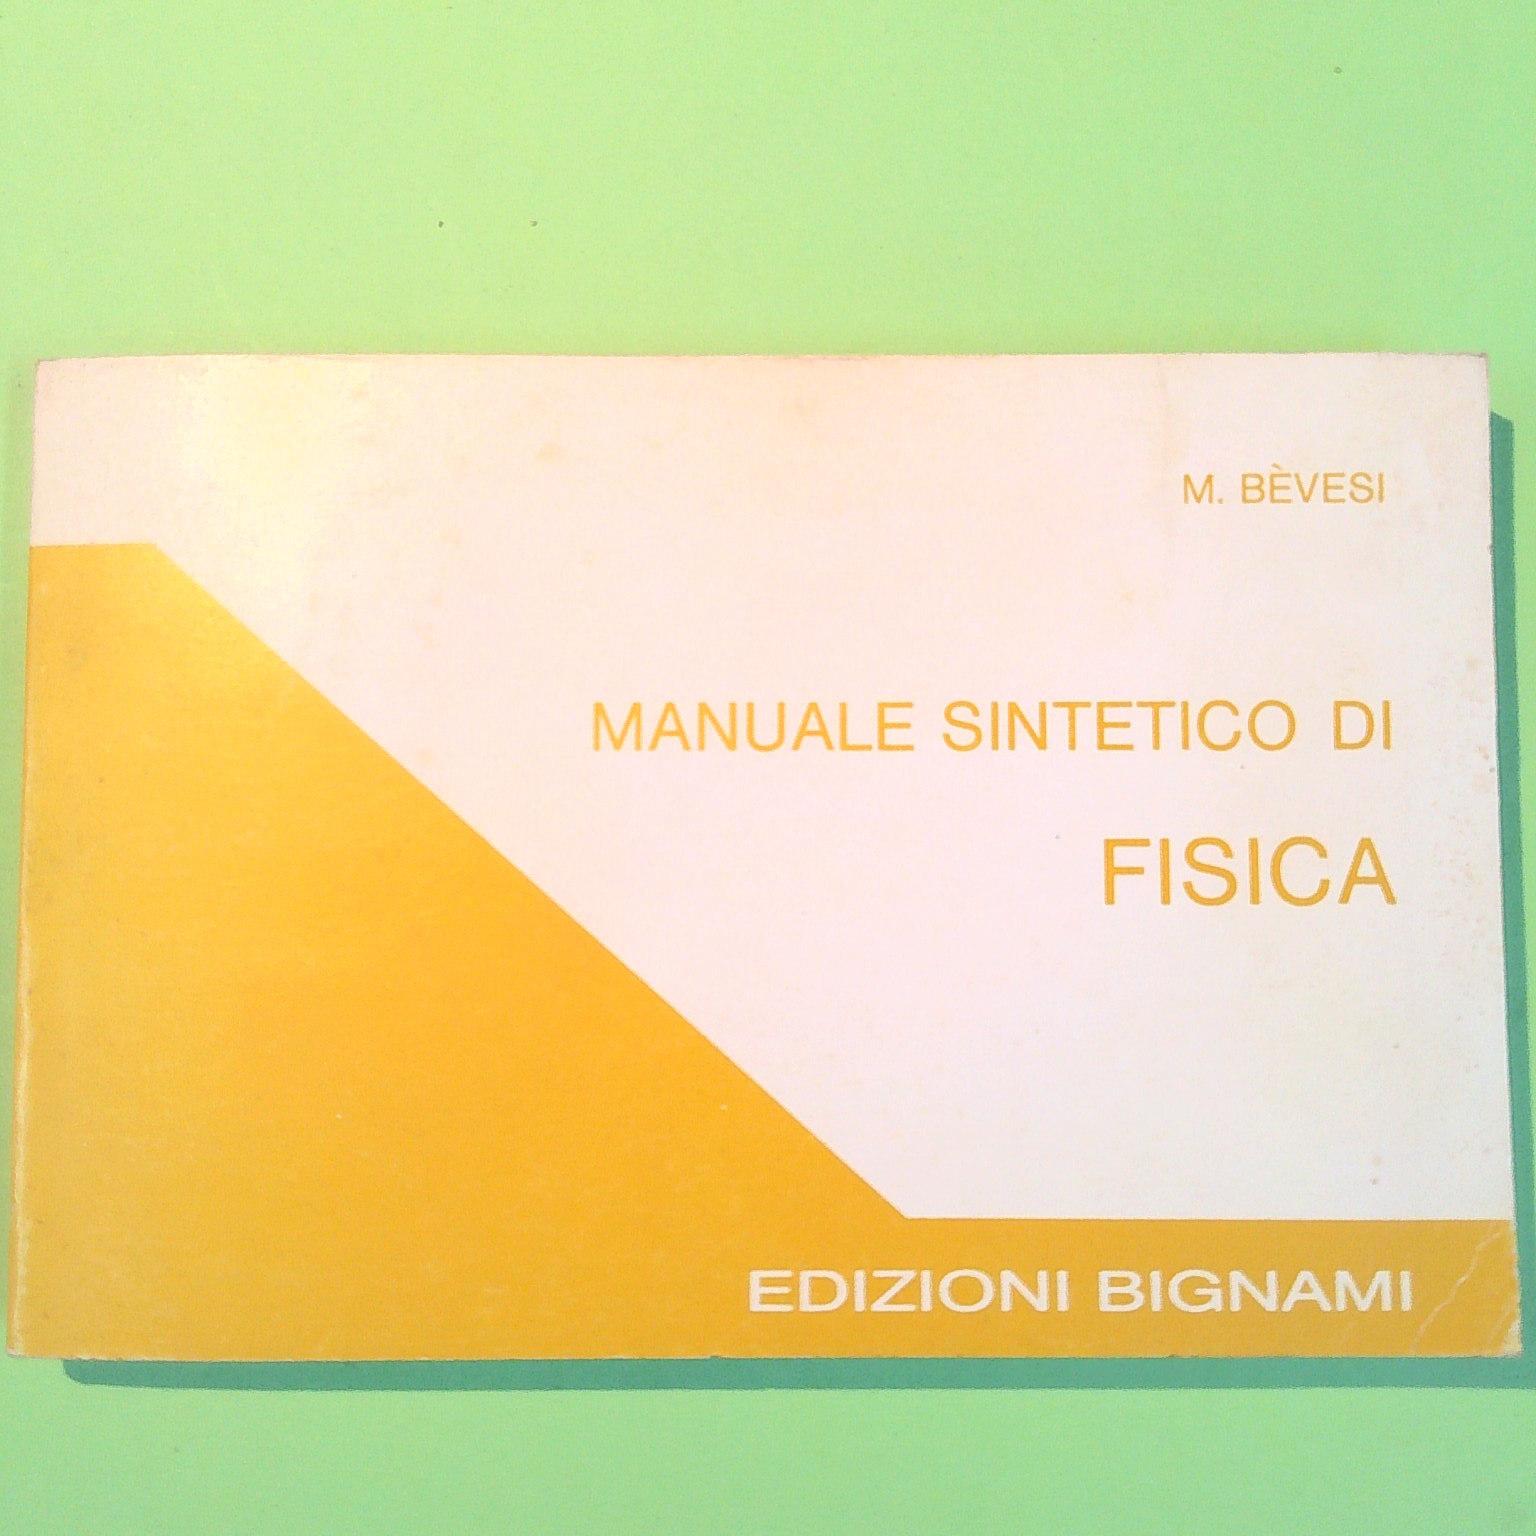 M. BÈVESI
MANUALE SINTETICO DI
FISICA
EDIZIONI BIGNAMI